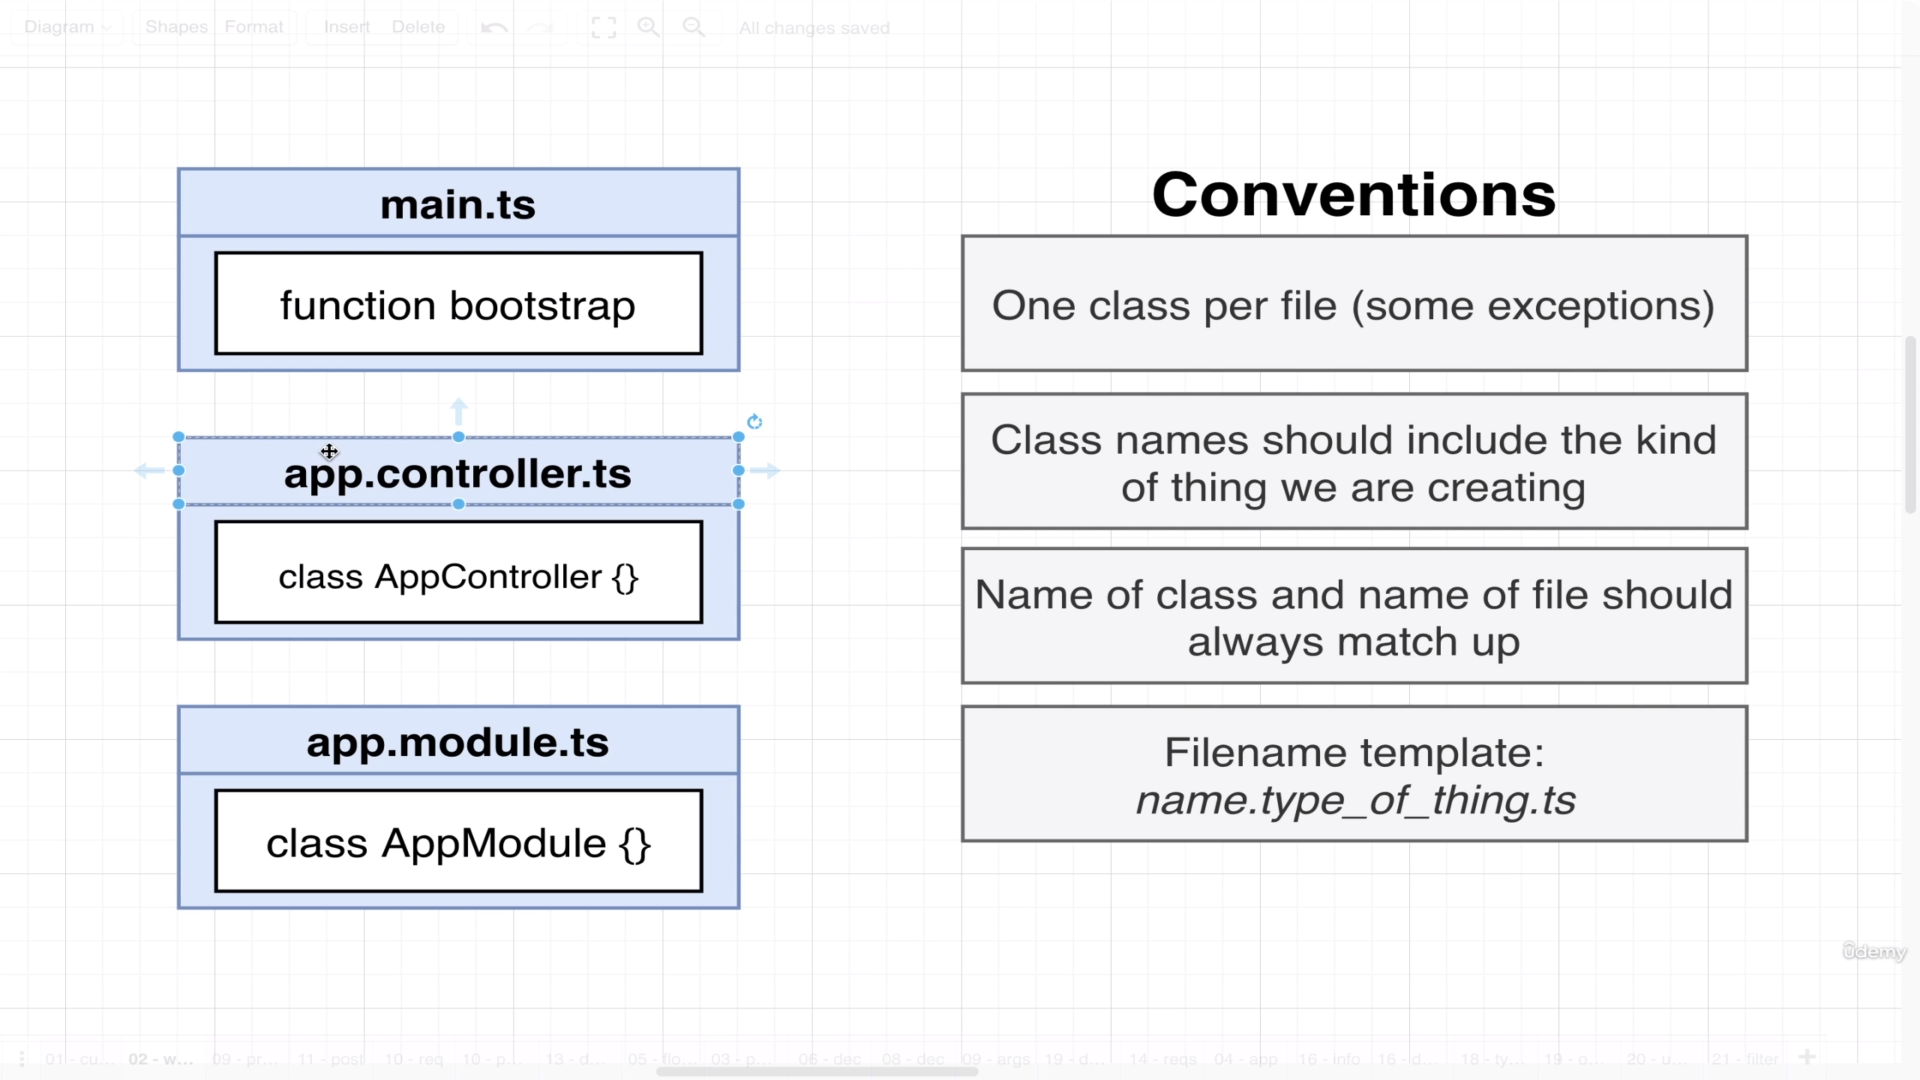 Diagram Shapes Format Insert Delete All changes saved
main.ts
function bootstrap
app.controller.ts
class AppController {}
app.module.ts
class AppModule {}
Conventions
One class per file (some exceptions)
Class names should include the kind
of thing we are creating
Name of class and name of file should
always match up
Filename template:
name.type_of_thing.ts
ûdemy
01 - cu... 02 - w... 09 - pr... 11 - post 10 - req 10 - p... 13 - d... 05 - flo... 03 - p... 06 - dec 08 - dec 09 - args 19 - d... 14 - reqs 04 - app 16 - info 16 - d... 18 - ty... 19 - o... 20 - u... 21 - filter